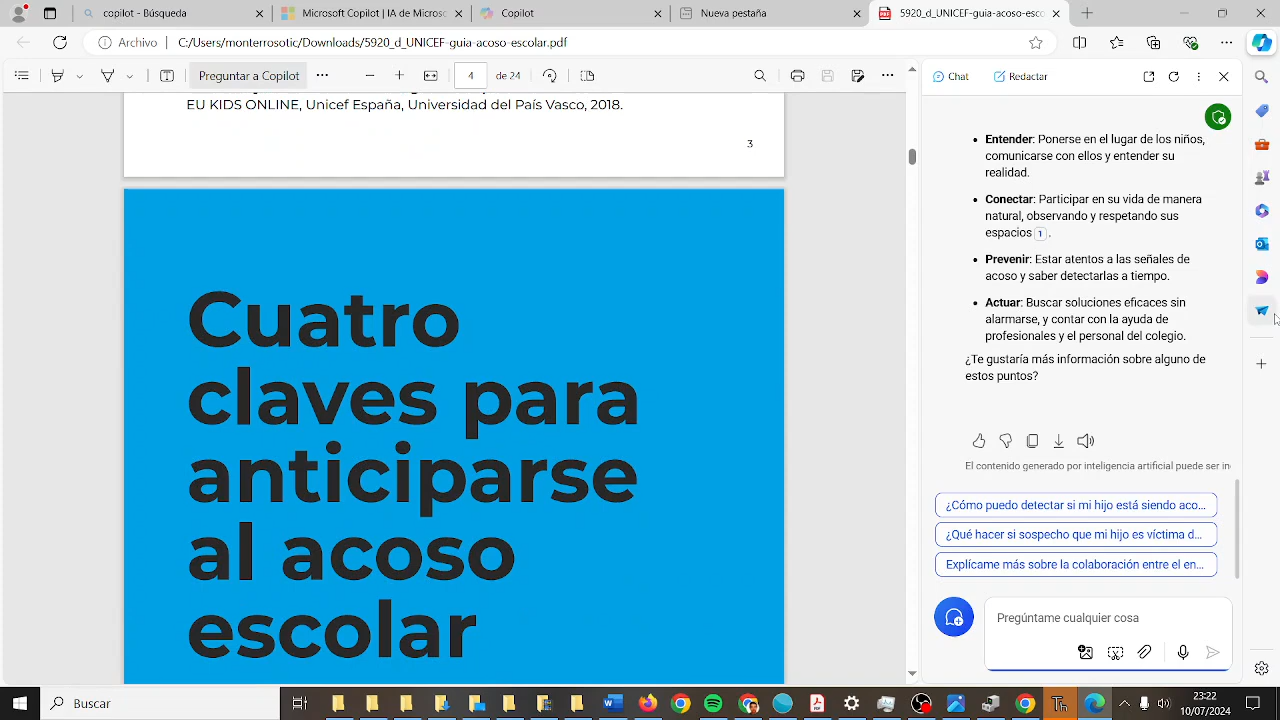 copilot - Búsqueda
Microsoft Copilot | IA de Microso
Copilot
Nueva pestaña
5920_d_UNICEF-guia-acoso-esco
Archivo
C:/Users/monterrosotic/Downloads/5920_d_UNICEF-guia-acoso-escolar.pdf
Preguntar a Copilot
4
de 24
EU KIDS ONLINE, Unicef España, Universidad del País Vasco, 2018.
3
Cuatro
claves para
anticiparse
al acoso
escolar
Chat
Redactar
• Entender: Ponerse en el lugar de los niños,
comunicarse con ellos y entender su
realidad.
• Conectar: Participar en su vida de manera
natural, observando y respetando sus
espacios 1 .
• Prevenir: Estar atentos a las señales de
acoso y saber detectarlas a tiempo.
• Actuar: Buscar soluciones eficaces sin
alarmarse, y contar con la ayuda de
profesionales y el personal del colegio.
¿Te gustaría más información sobre alguno de
estos puntos?
El contenido generado por inteligencia artificial puede ser in
¿Cómo puedo detectar si mi hijo está siendo aco...
¿Qué hacer si sospecho que mi hijo es víctima d...
Explícame más sobre la colaboración entre el en...
Pregúntame cualquier cosa
Buscar
23:22
10/07/2024